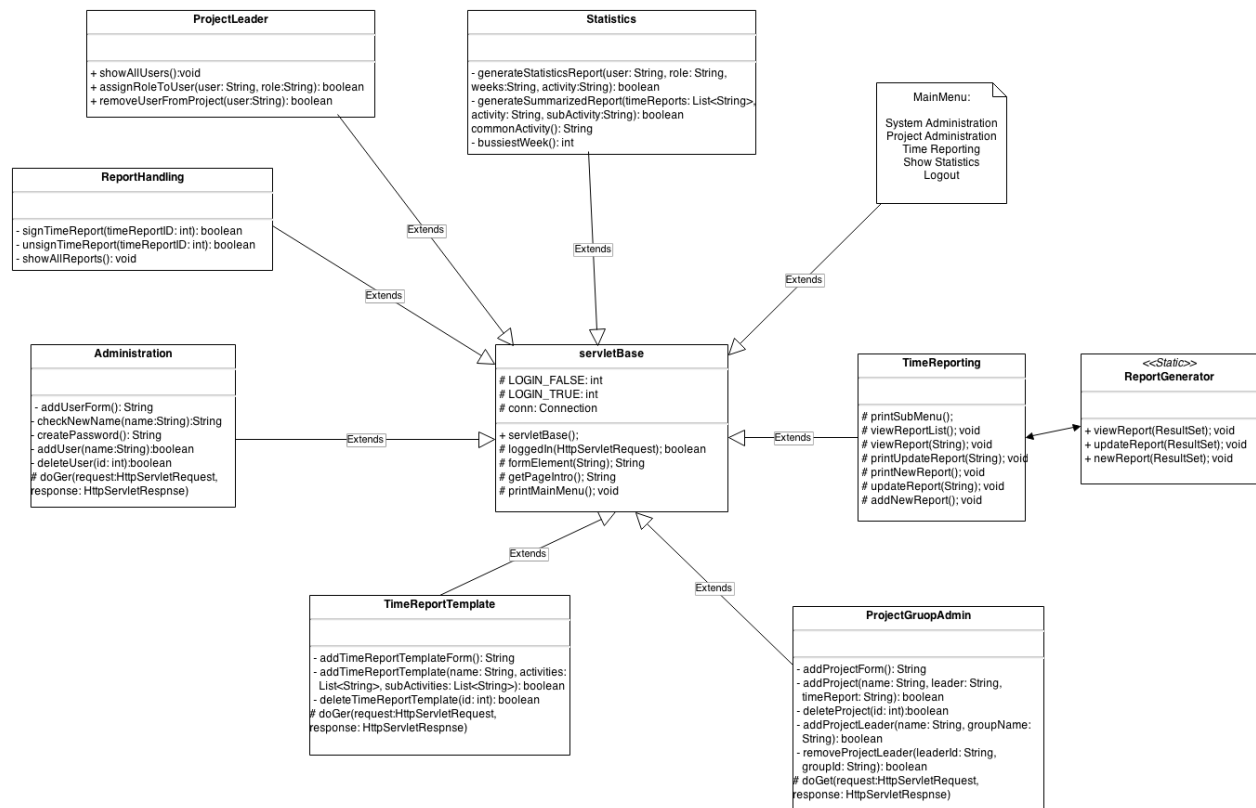 ProjectLeader
+ showAllUsers():void
+ assignRoleToUser(user: String, role:String): boolean
+ removeUserFromProject(user:String): boolean
Statistics
- generateStatisticsReport(user: String, role: String,
weeks:String, activity:String): boolean
- generateSummarizedReport(timeReports: List<String>,
activity: String, subActivity:String): boolean
commonActivity(): String
- bussiestWeek(): int
MainMenu:
System Administration
Project Administration
Time Reporting
Show Statistics
Logout
ReportHandling
- signTimeReport(timeReportID: int): boolean
- unsignTimeReport(timeReportID: int): boolean
- showAllReports(): void
Extends
Extends
Extends
Extends
Administration
- addUserForm(): String
- checkNewName(name:String):String
- createPassword(): String
- addUser(name:String):boolean
- deleteUser(id: int):boolean
# doGer(request:HttpServletRequest,
response: HttpServletRespnse)
Extends
servletBase
# LOGIN_FALSE: int
# LOGIN_TRUE: int
# conn: Connection
+ servletBase();
# loggedIn(HttpServletRequest); boolean
# formElement(String); String
# getPageIntro(); String
# printMainMenu(); void
Extends
TimeReporting
# printSubMenu();
# viewReportList(); void
# viewReport(String); void
# printUpdateReport(String); void
# printNewReport(); void
# updateReport(String); void
# addNewReport(); void
<<Static>>
ReportGenerator
+ viewReport(ResultSet); void
+ updateReport(ResultSet); void
+ newReport(ResultSet); void
Extends
Extends
TimeReportTemplate
- addTimeReportTemplateForm(): String
- addTimeReportTemplate(name: String, activities:
List<String>, subActivities: List<String>): boolean
- deleteTimeReportTemplate(id: int): boolean
# doGer(request:HttpServletRequest,
response: HttpServletRespnse)
ProjectGruopAdmin
- addProjectForm(): String
- addProject(name: String, leader: String,
timeReport: String): boolean
- deleteProject(id: int):boolean
- addProjectLeader(name: String, groupName:
String): boolean
- removeProjectLeader(leaderId: String,
groupId: String): boolean
# doGet(request:HttpServletRequest,
response: HttpServletRespnse)